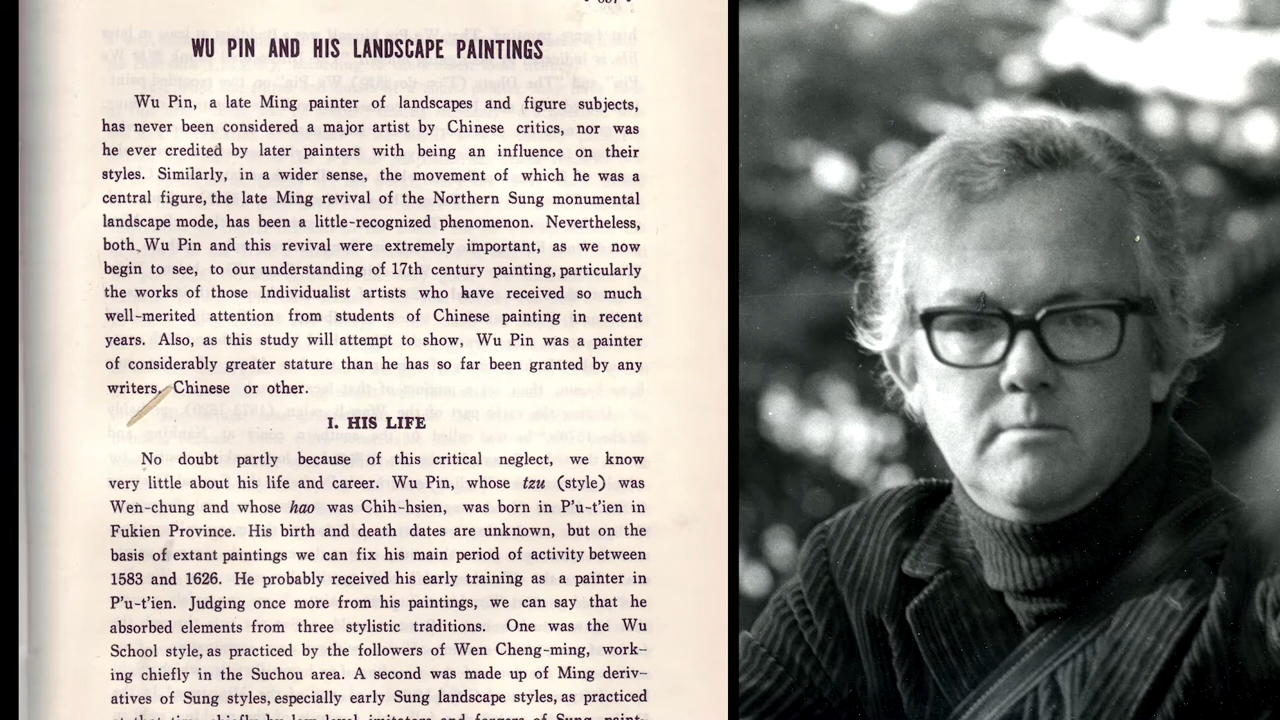 WU PIN AND HIS LANDSCAPE PAINTINGS
Wu Pin, a late Ming painter of landscapes and figure subjects,
has never been considered a major artist by Chinese critics, nor was
he ever credited by later painters with being an influence on their
styles. Similarly, in a wider sense, the movement of which he was a
central figure, the late Ming revival of the Northern Sung monumental
landscape mode, has been a little-recognized phenomenon. Nevertheless,
both Wu Pin and this revival were extremely important, as we now
begin to see, to our understanding of 17th century painting, particularly
the works of those Individualist artists who have received so much
well-merited attention from students of Chinese painting in recent
years. Also, as this study will attempt to show, Wu Pin was a painter
of considerably greater stature than he has so far been granted by any
writers, Chinese or other.
I. HIS LIFE
No doubt partly because of this critical neglect, we know
very little about his life and career. Wu Pin, whose tzu (style) was
Wen-chung and whose hao was Chih-hsien, was born in P'u-t'ien in
Fukien Province. His birth and death dates are unknown, but on the
basis of extant paintings we can fix his main period of activity between
1583 and 1626. He probably received his early training as a painter in
P'u-t'ien. Judging once more from his paintings, we can say that he
absorbed elements from three stylistic traditions. One was the Wu
School style, as practiced by the followers of Wen Cheng-ming, work-
ing chiefly in the Suchou area. A second was made up of Ming deriv-
atives of Sung styles, especially early Sung landscape styles, as practiced